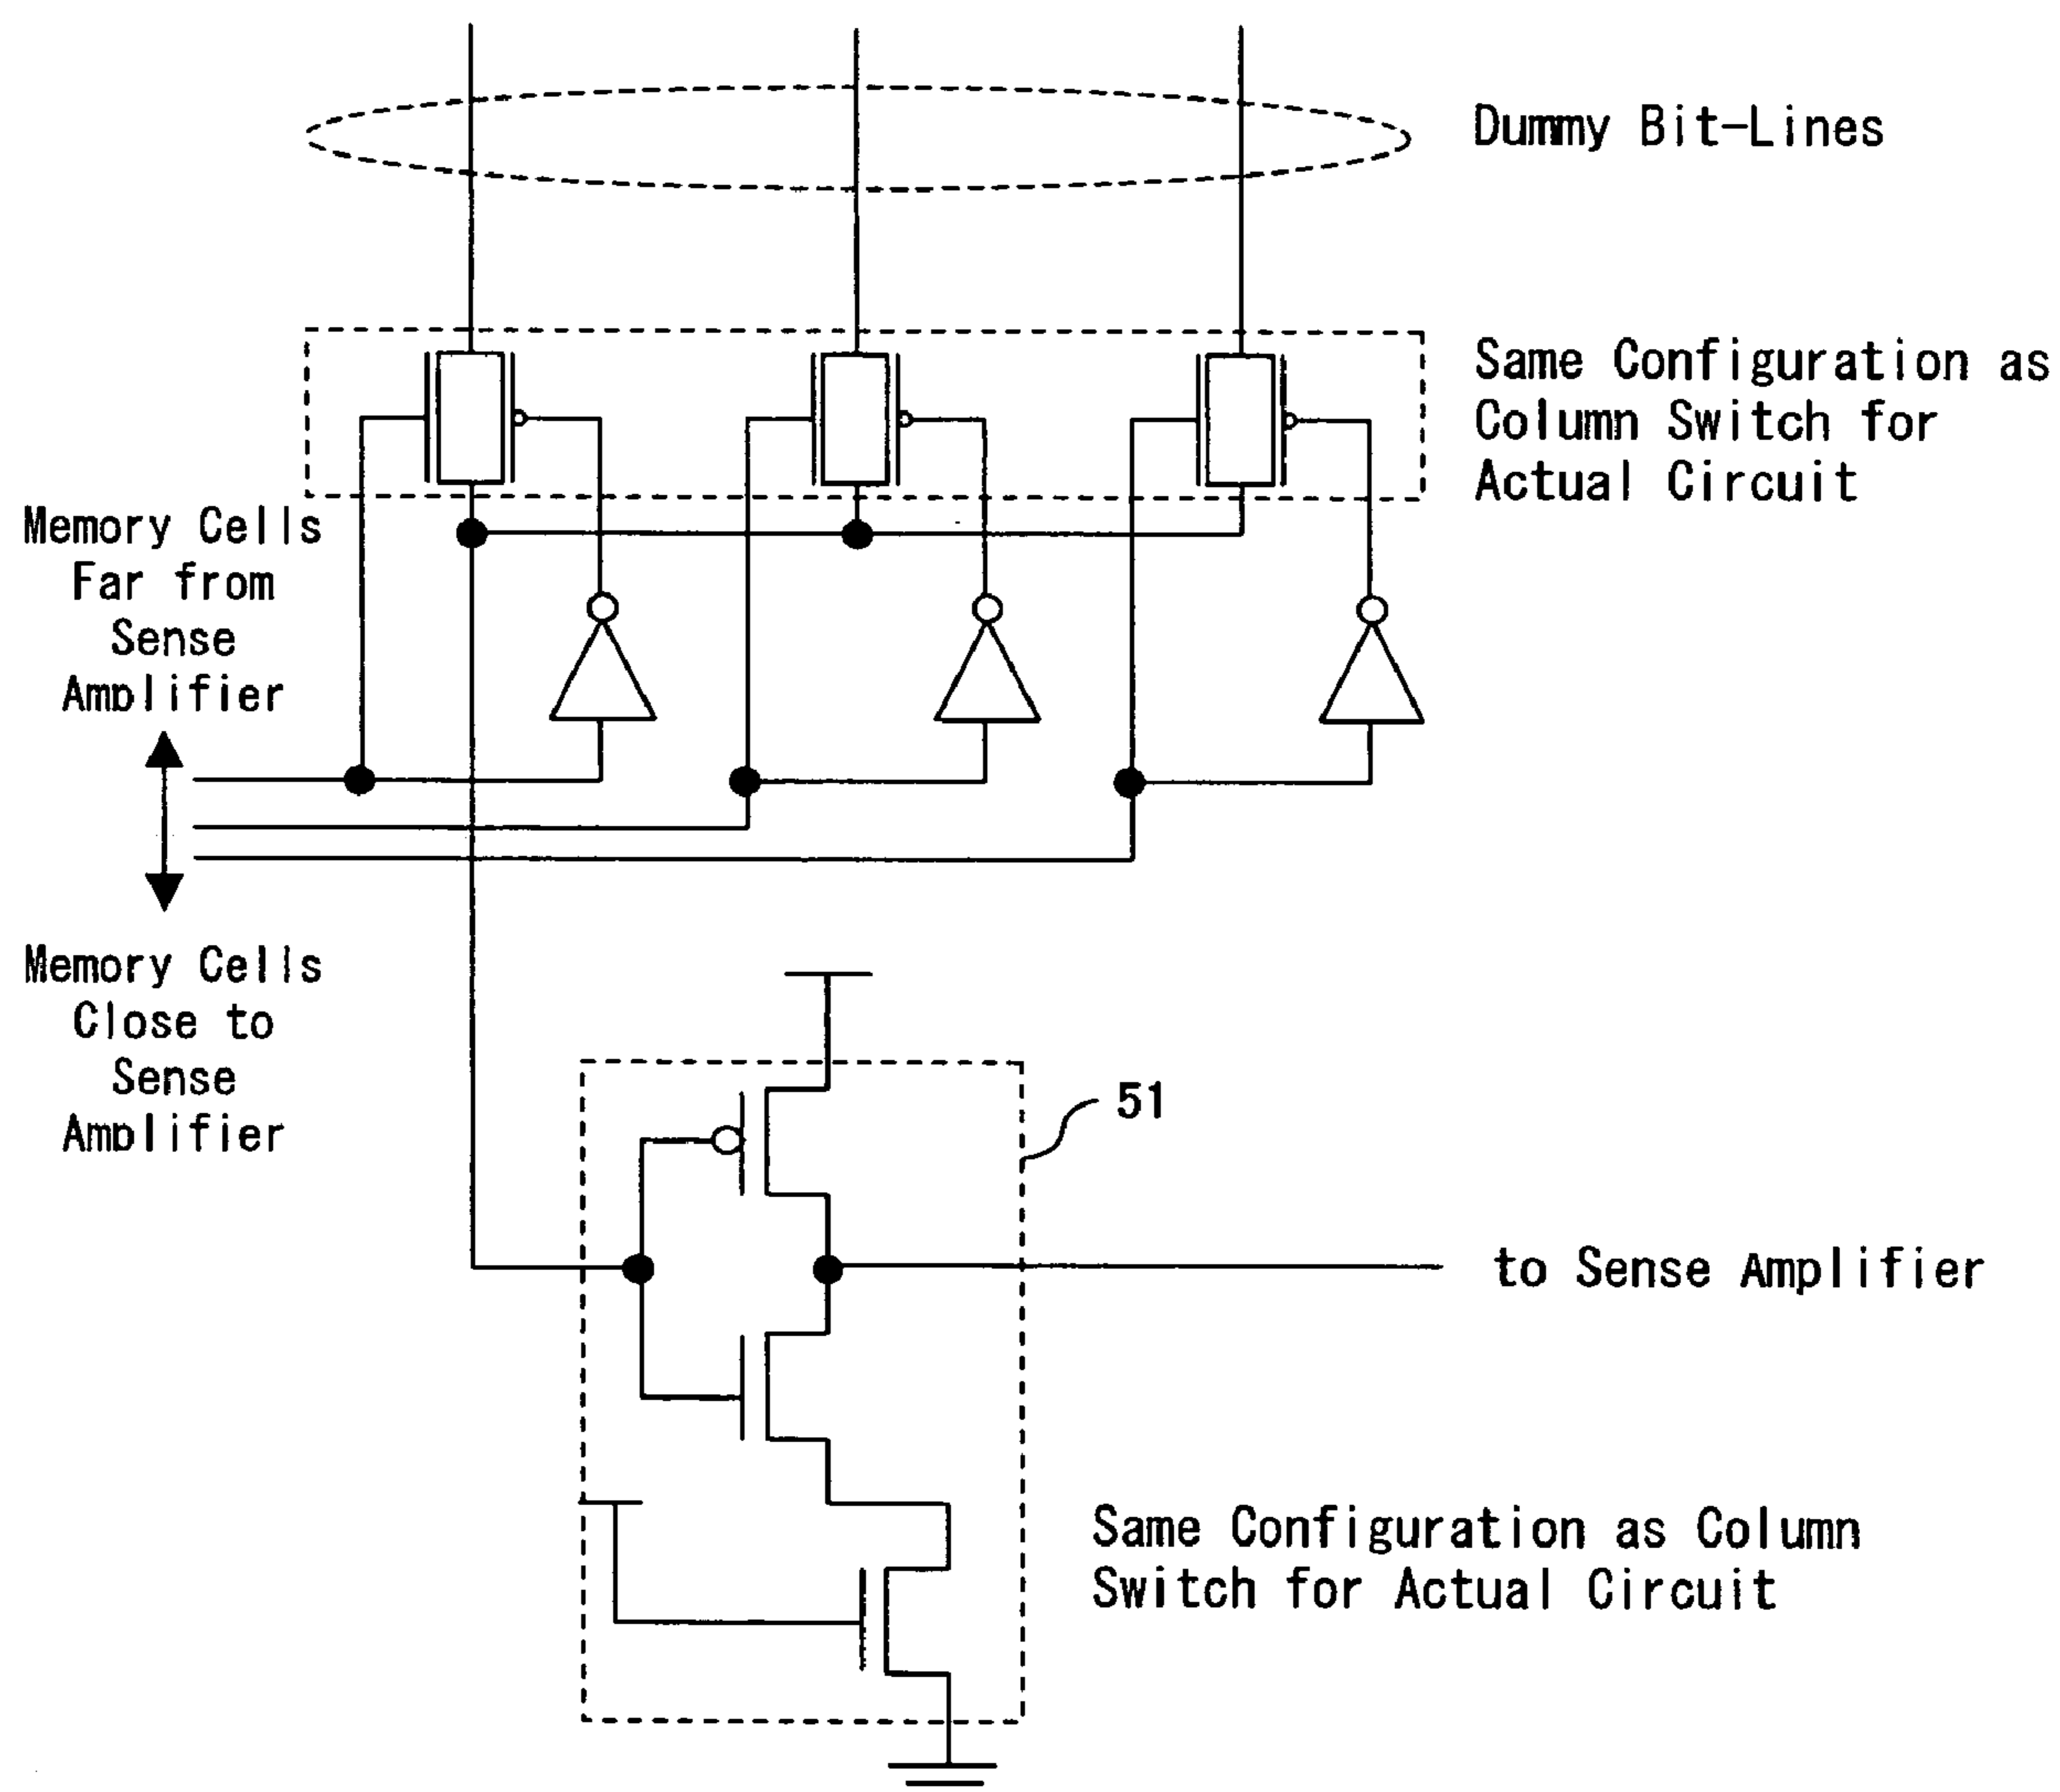 Dummy Bit-Lines
Same Configuration as
Column Switch for
Actual Circuit
Memory Cells
Far from
Sense
Amplifier
Memory Cells
Close to
Sense
Amplifier
51
to Sense Amplifier
Same Configuration as Column
Switch for Actual Circuit